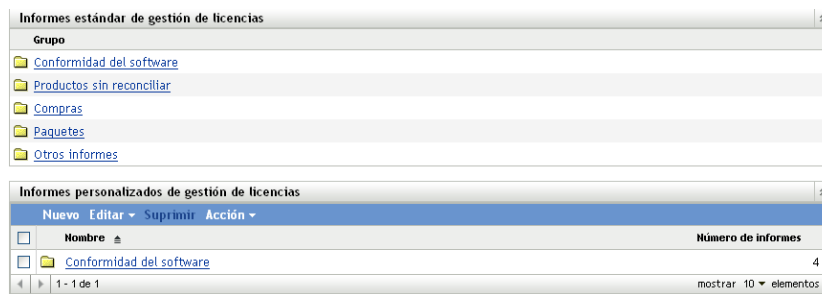 Informes estándar de gestión de licencias
Grupo
Conformidad del software
Productos sin reconciliar
Compras
Paquetes
Otros informes
Informes personalizados de gestión de licencias
Nuevo Editar Suprimir Acción
Nombre Número de informes
Conformidad del software 4
1 - 1 de 1 mostrar 10 elementos